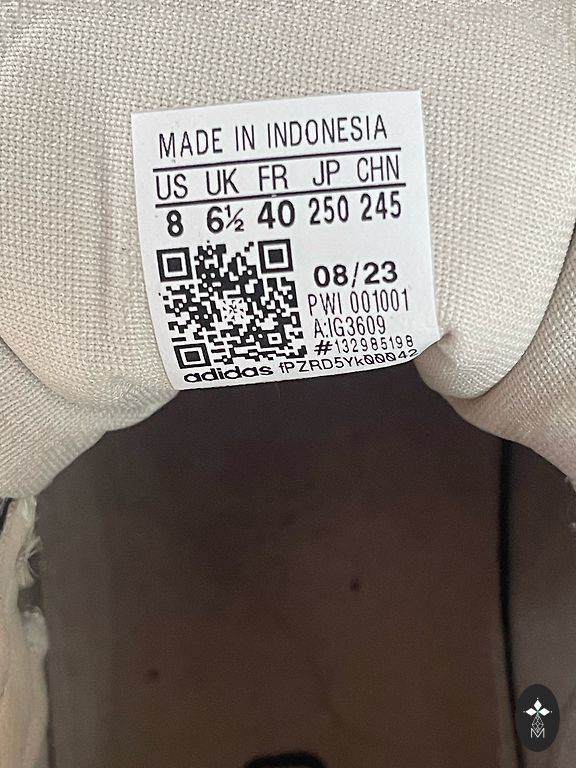 MADE IN INDONESIA
US UK FR JP CHN
8 6½ 40 250 245
08/23
PWI 001001
A:IG3609
#132985198
adidas fPZRD5Yk00042
M